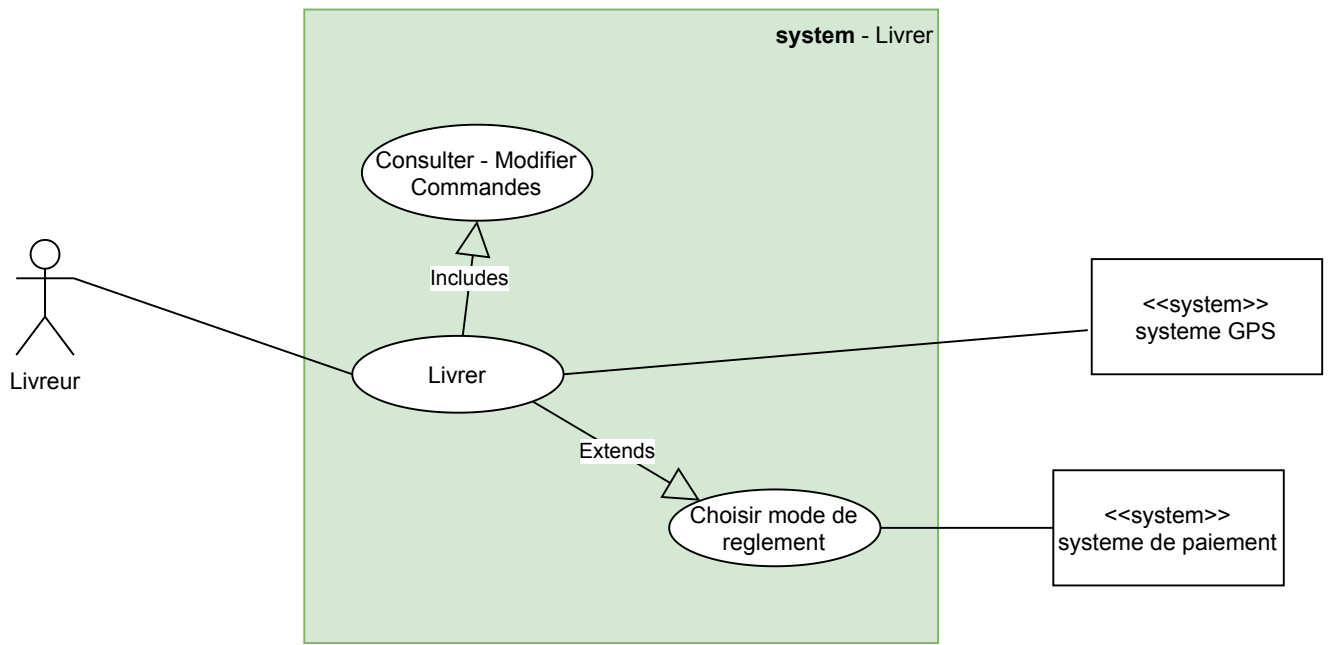 system - Livrer
Consulter - Modifier
Commandes
Includes
Livreur
Livrer
<<system>>
systeme GPS
Extends
Choisir mode de
reglement
<<system>>
systeme de paiement